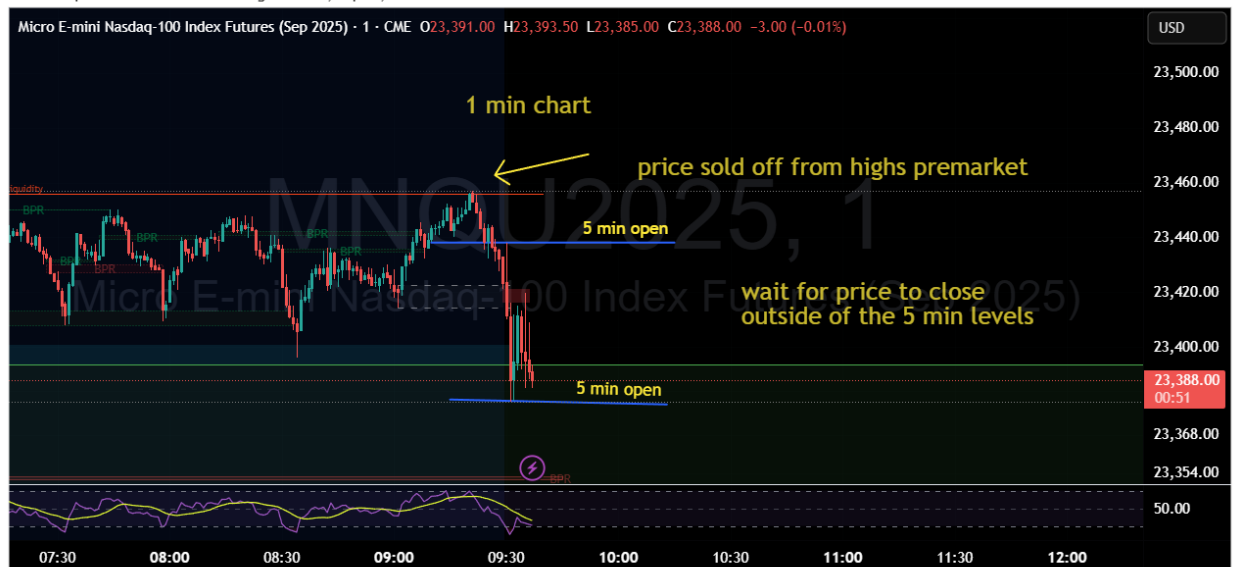 Micro E-mini Nasdaq-100 Index Futures (Sep 2025) · 1 · CME O23,391.00 H23,393.50 L23,385.00 C23,388.00 −3.00 (−0.01%)
USD
23,500.00
1 min chart
23,480.00
price sold off from highs premarket
23,460.00
liquidity
BPR
MNQU2025, 1
5 min open
BPR
BPR
23,440.00
BPR
BPR
BPR
Micro E-mini Nasdaq-100 Index Futures (Sep 2025)
wait for price to close
outside of the 5 min levels
23,420.00
23,400.00
5 min open
23,388.00
00:51
23,368.00
23,354.00
BPR
50.00
07:30 08:00 08:30 09:00 09:30 10:00 10:30 11:00 11:30 12:00